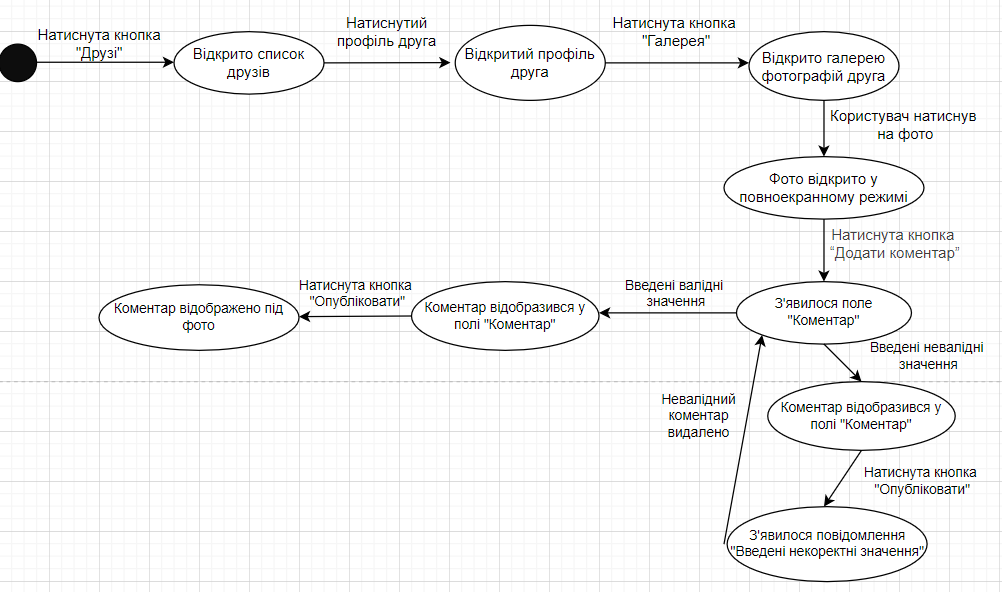 Натиснута кнопка
"Друзі"
Відкрито список
друзів
Натиснутий
профіль друга
Відкритий профіль
друга
Натиснута кнопка
"Галерея"
Відкрито галерею
фотографій друга
Користувач натиснув
на фото
Фото відкрито у
повноекранному режимі
Натиснута кнопка
“Додати коментар”
З'явилося поле
"Коментар"
Введені валідні
значення
Коментар відобразився у
полі "Коментар"
Натиснута кнопка
"Опубліковати"
Коментар відображено під
фото
Введені невалідні
значення
Коментар відобразився у
полі "Коментар"
Натиснута кнопка
"Опубліковати"
З'явилося повідомлення
"Введені некоректні значення"
Невалідний
коментар
видалено